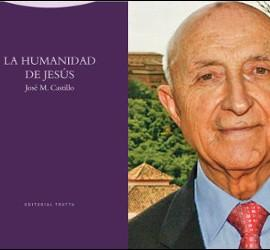 LA HUMANIDAD
DE JESÚS
José M. Castillo
EDITORIAL TROTTA